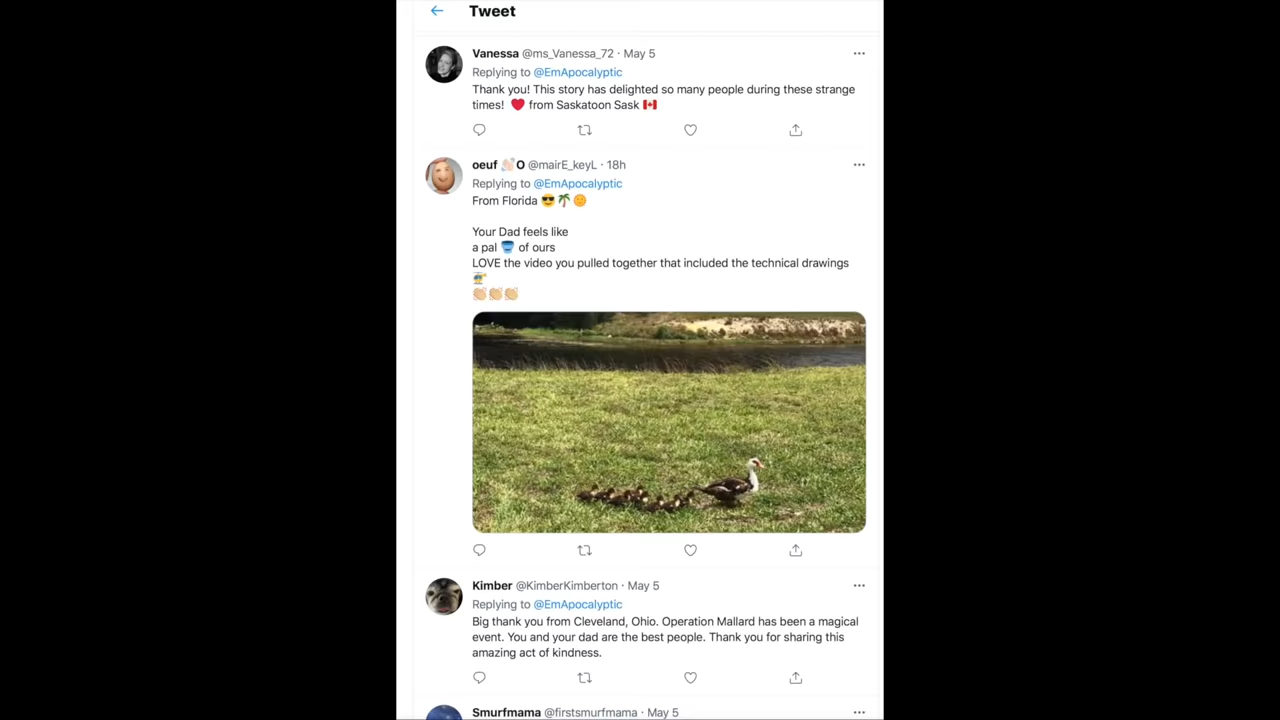 Tweet
Vanessa @ms_Vanessa_72 · May 5
Replying to @EmApocalyptic
Thank you! This story has delighted so many people during these strange
times! ❤️ from Saskatoon Sask 🇨🇦
oeuf 👏🏻O @mairE_keyL · 18h
Replying to @EmApocalyptic
From Florida 😎🌴🌞
Your Dad feels like
a pal 🪣 of ours
LOVE the video you pulled together that included the technical drawings
🚁
👏🏼👏🏼👏🏼
Kimber @KimberKimberton · May 5
Replying to @EmApocalyptic
Big thank you from Cleveland, Ohio. Operation Mallard has been a magical
event. You and your dad are the best people. Thank you for sharing this
amazing act of kindness.
Smurfmama @firstsmurfmama · May 5